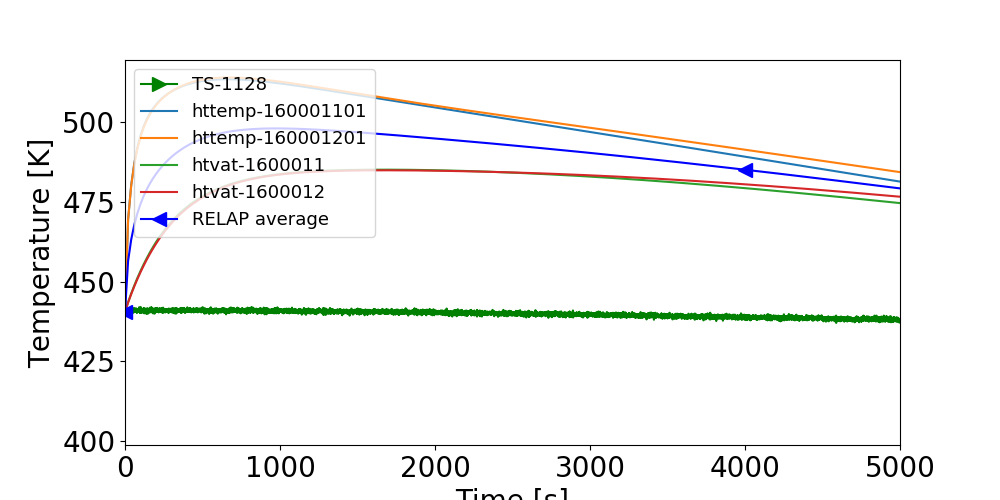 TS-1128
httemp-160001101
httemp-160001201
htvat-1600011
htvat-1600012
RELAP average
Temperature [K]
500
475
450
425
400
0 1000 2000 3000 4000 5000
Time [s]